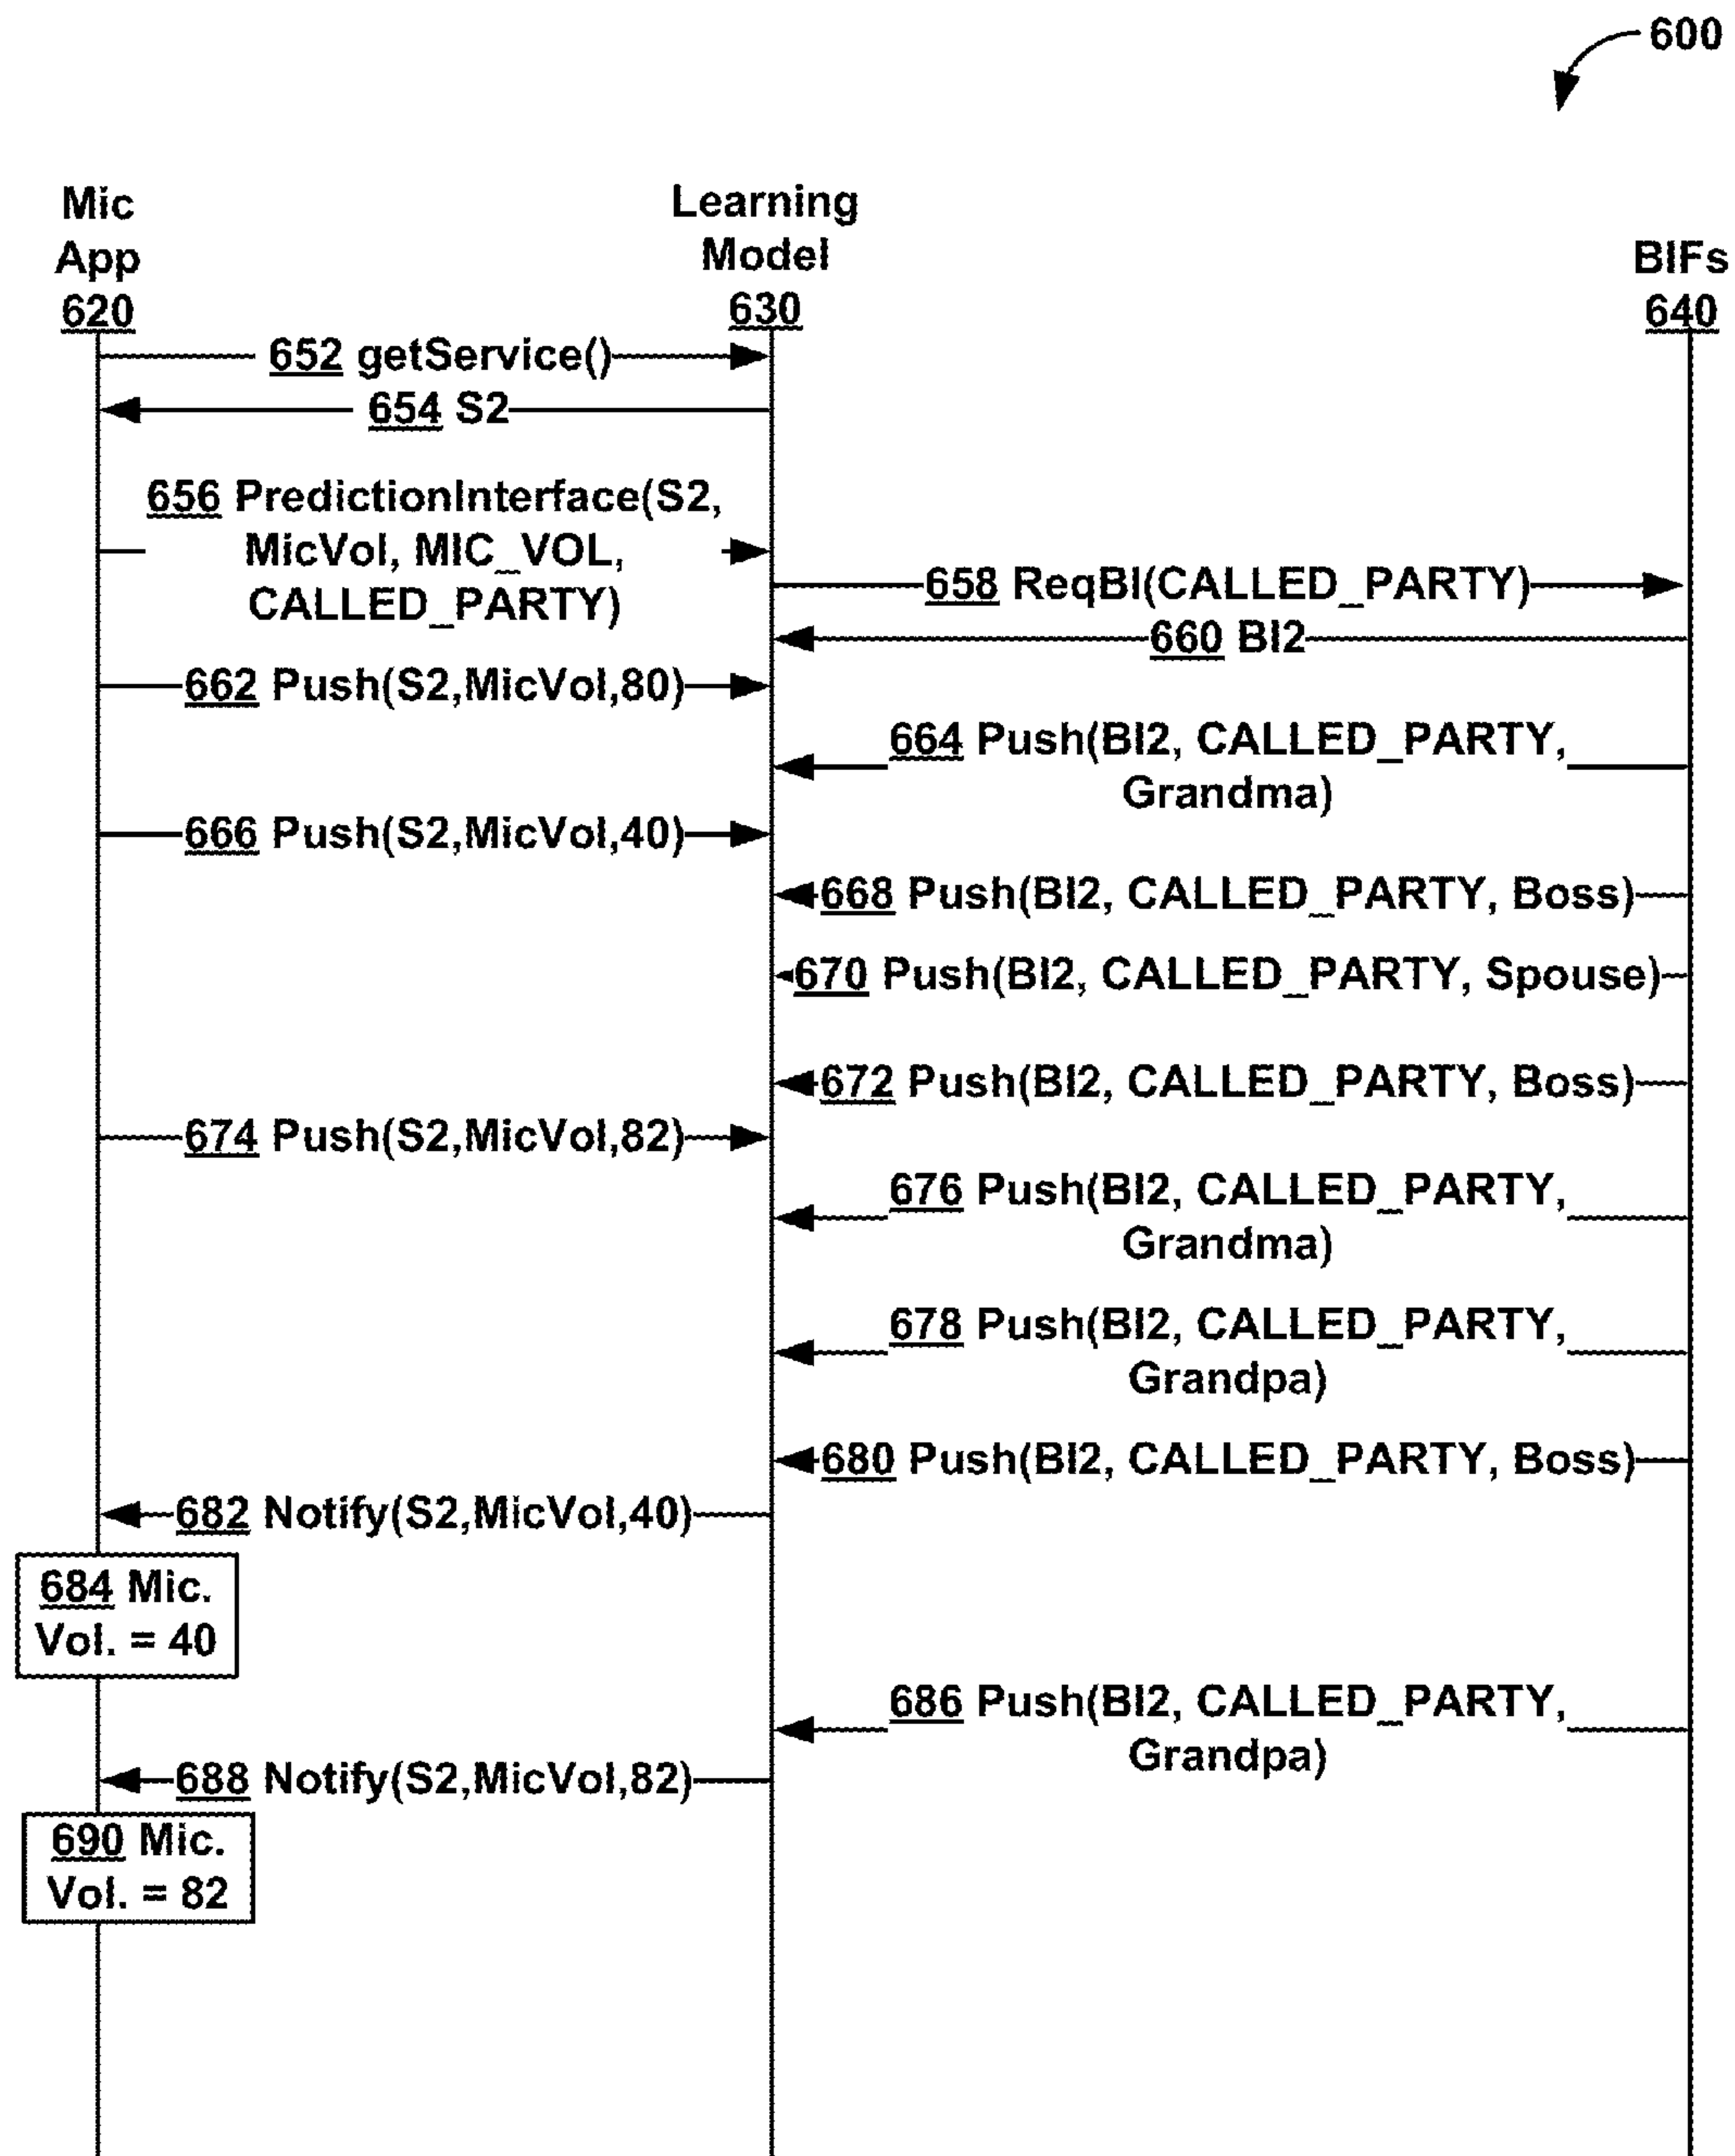 600
Mic
App
620
Learning
Model
630
BIFs
640
652 getService()
654 S2
656 PredictionInterface(S2,
MicVol, MIC_VOL,
CALLED_PARTY)
658 ReqBI(CALLED_PARTY)
660 BI2
662 Push(S2,MicVol,80)
664 Push(BI2, CALLED_PARTY,
Grandma)
666 Push(S2,MicVol,40)
668 Push(BI2, CALLED_PARTY, Boss)
670 Push(BI2, CALLED_PARTY, Spouse)
672 Push(BI2, CALLED_PARTY, Boss)
674 Push(S2,MicVol,82)
676 Push(BI2, CALLED_PARTY,
Grandma)
678 Push(BI2, CALLED_PARTY,
Grandpa)
680 Push(BI2, CALLED_PARTY, Boss)
682 Notify(S2,MicVol,40)
684 Mic.
Vol. = 40
686 Push(BI2, CALLED_PARTY,
Grandpa)
688 Notify(S2,MicVol,82)
690 Mic.
Vol. = 82